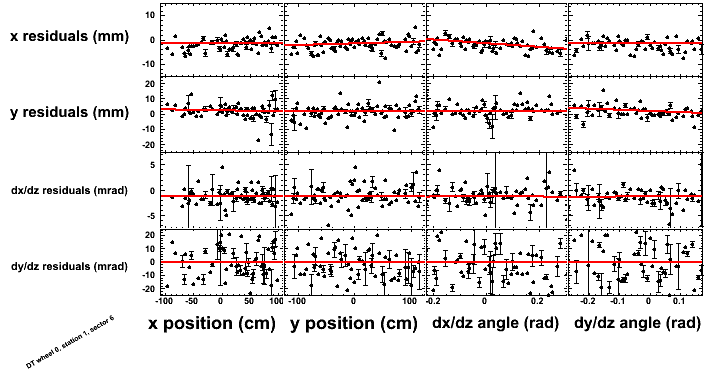 x residuals (mm)
10
0
-10
y residuals (mm)
20
10
0
-10
-20
dx/dz residuals (mrad)
5
0
-5
dy/dz residuals (mrad)
20
10
0
-10
-20
-100 -50 0 50 100 -100 0 100 -0.2 0 0.2 -0.2 -0.1 0 0.1
x position (cm) y position (cm) dx/dz angle (rad) dy/dz angle (rad)
DT wheel 0, station 1, sector 6